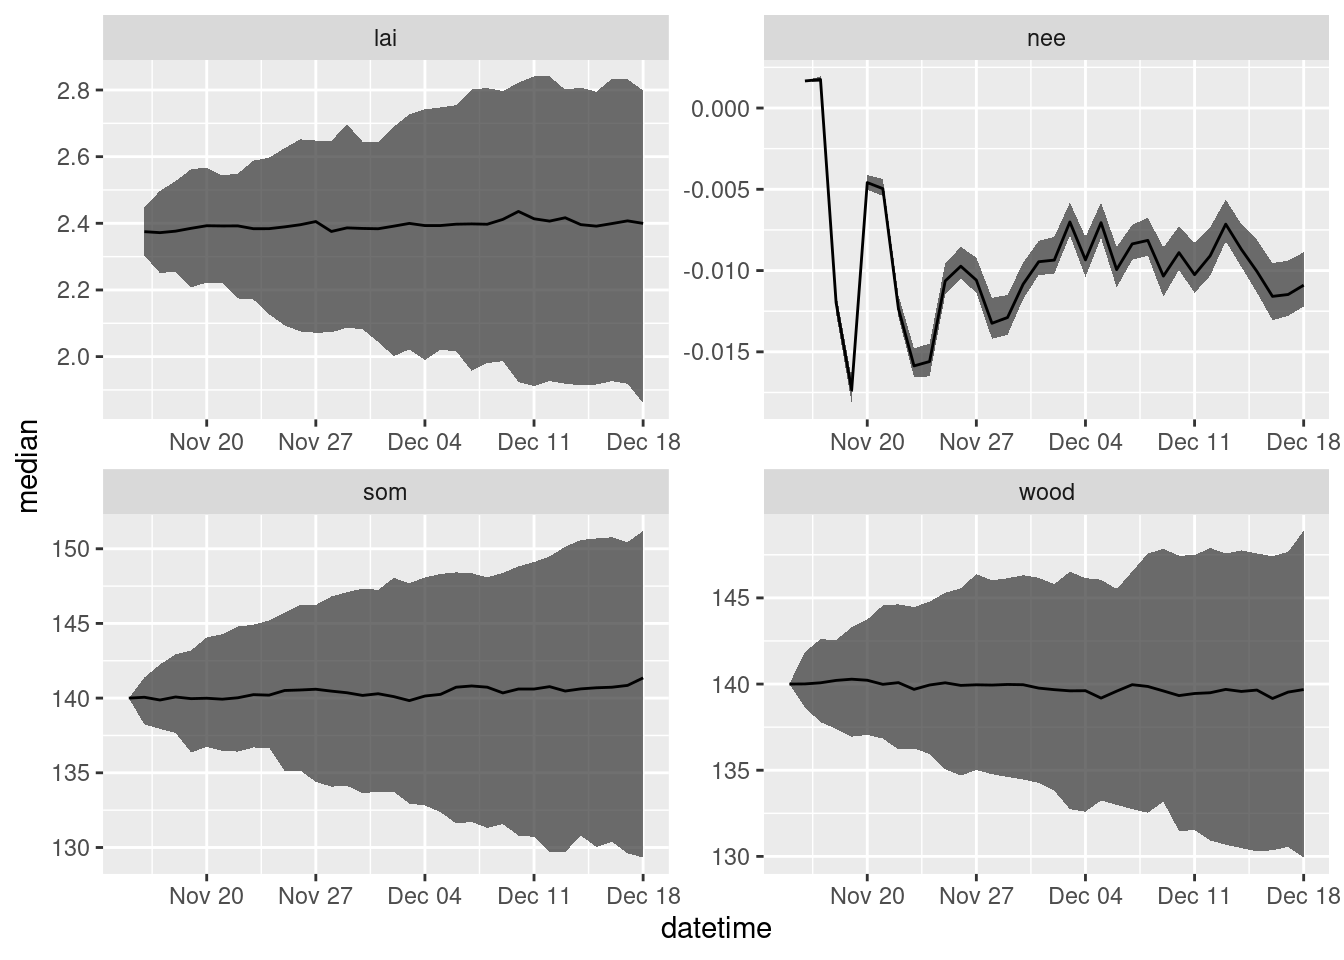 lai
nee
2.8
2.6
2.4
2.2
2.0
0.000
-0.005
-0.010
-0.015
Nov 20 Nov 27 Dec 04 Dec 11 Dec 18
Nov 20 Nov 27 Dec 04 Dec 11 Dec 18
median
som
wood
150
145
140
135
130
145
140
135
130
Nov 20 Nov 27 Dec 04 Dec 11 Dec 18
Nov 20 Nov 27 Dec 04 Dec 11 Dec 18
datetime